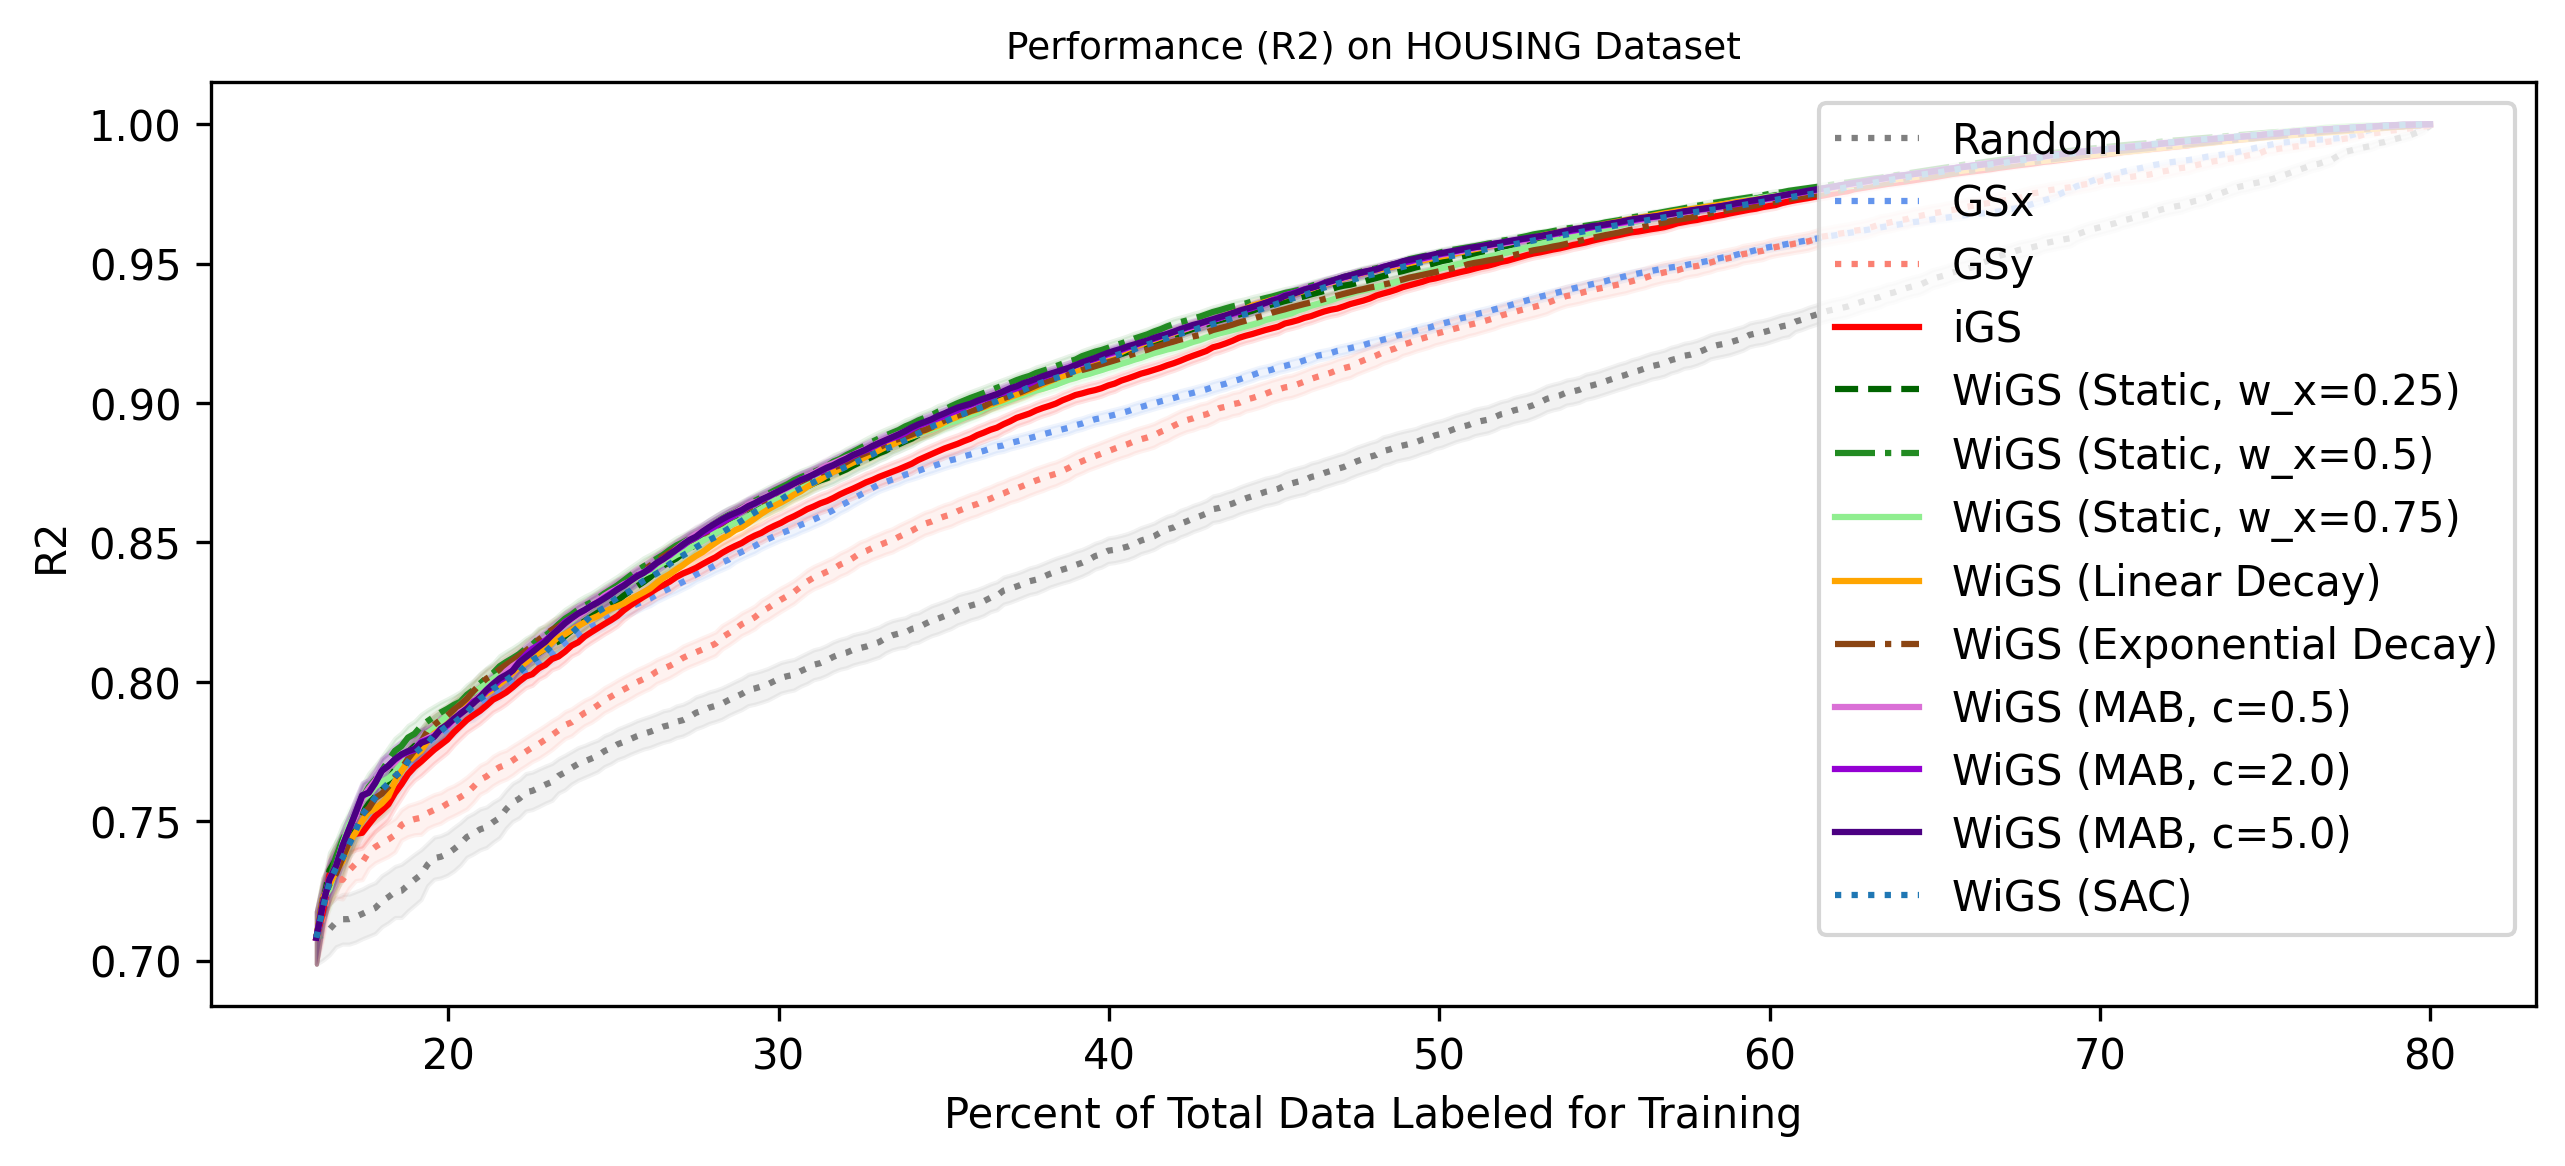 Performance (R2) on HOUSING Dataset
R2
1.00
0.95
0.90
0.85
0.80
0.75
0.70
20
30
40
50
60
70
80
Percent of Total Data Labeled for Training
Random
GSx
GSy
iGS
WiGS (Static, w_x=0.25)
WiGS (Static, w_x=0.5)
WiGS (Static, w_x=0.75)
WiGS (Linear Decay)
WiGS (Exponential Decay)
WiGS (MAB, c=0.5)
WiGS (MAB, c=2.0)
WiGS (MAB, c=5.0)
WiGS (SAC)